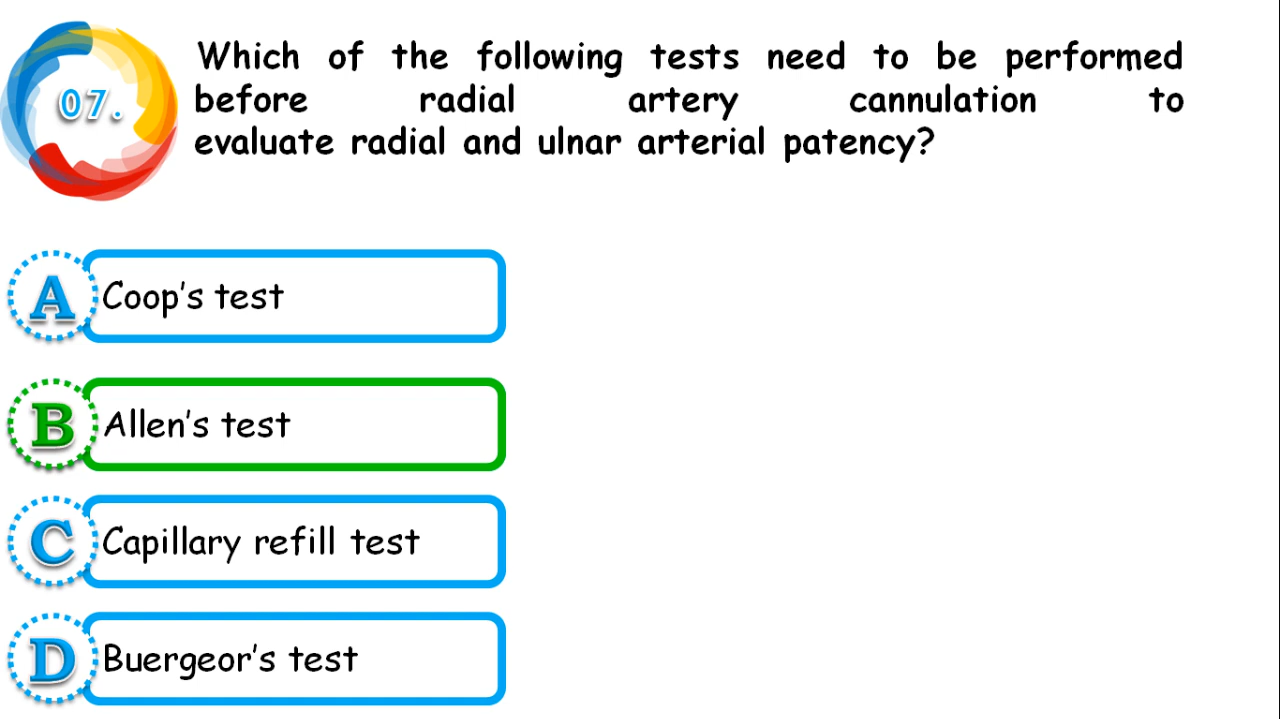 07.
Which of the following tests need to be performed
before radial artery cannulation to
evaluate radial and ulnar arterial patency?
A Coop's test
B Allen's test
C Capillary refill test
D Buergeor's test